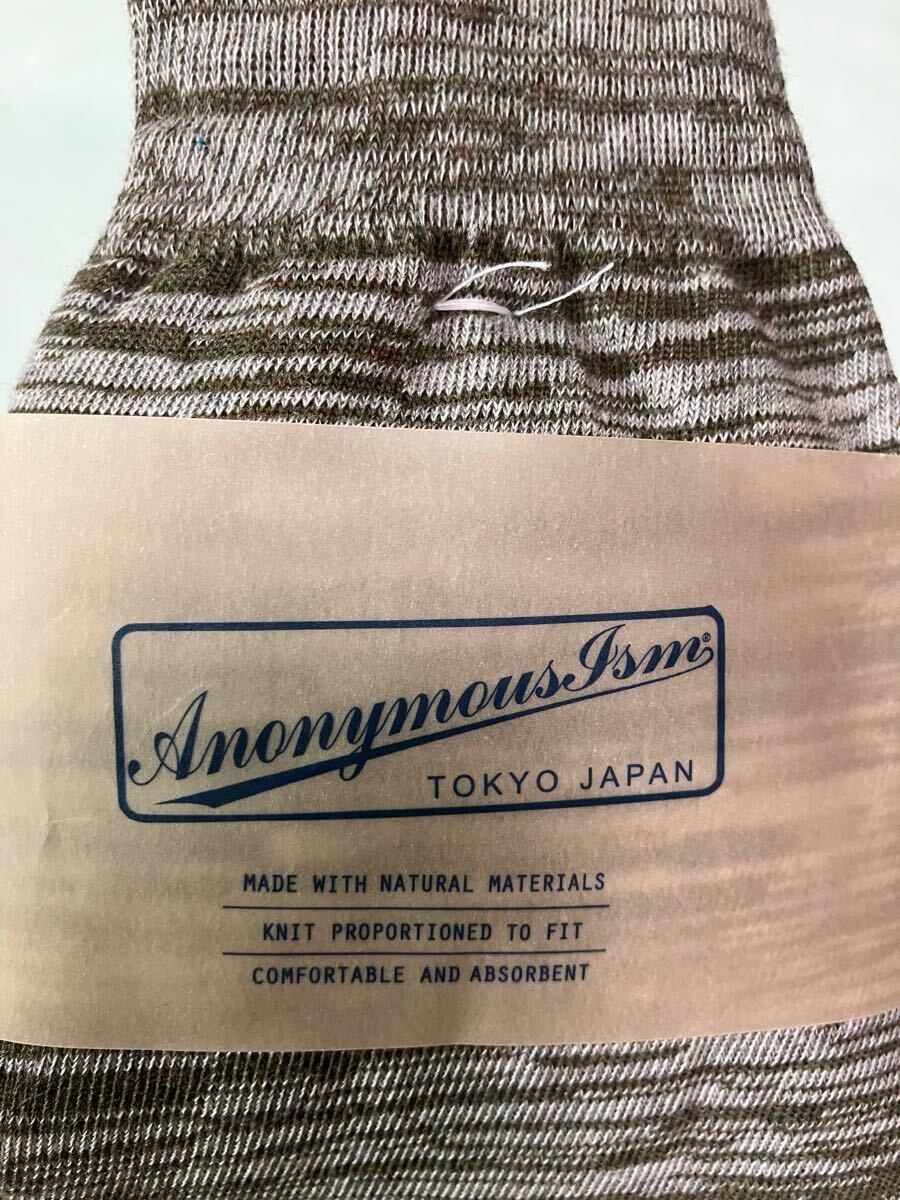 AnonymousIsm®
TOKYO JAPAN
MADE WITH NATURAL MATERIALS
KNIT PROPORTIONED TO FIT
COMFORTABLE AND ABSORBENT